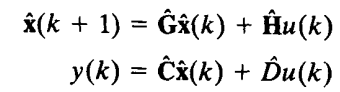 x̂(k + 1) = Ĝx̂(k) + Ĥu(k)
y(k) = Ĉx̂(k) + D̂u(k)